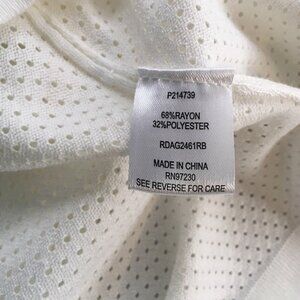 P214739
68%RAYON
32%POLYESTER
RDAG2461RB
MADE IN CHINA
RN97230
SEE REVERSE FOR CARE